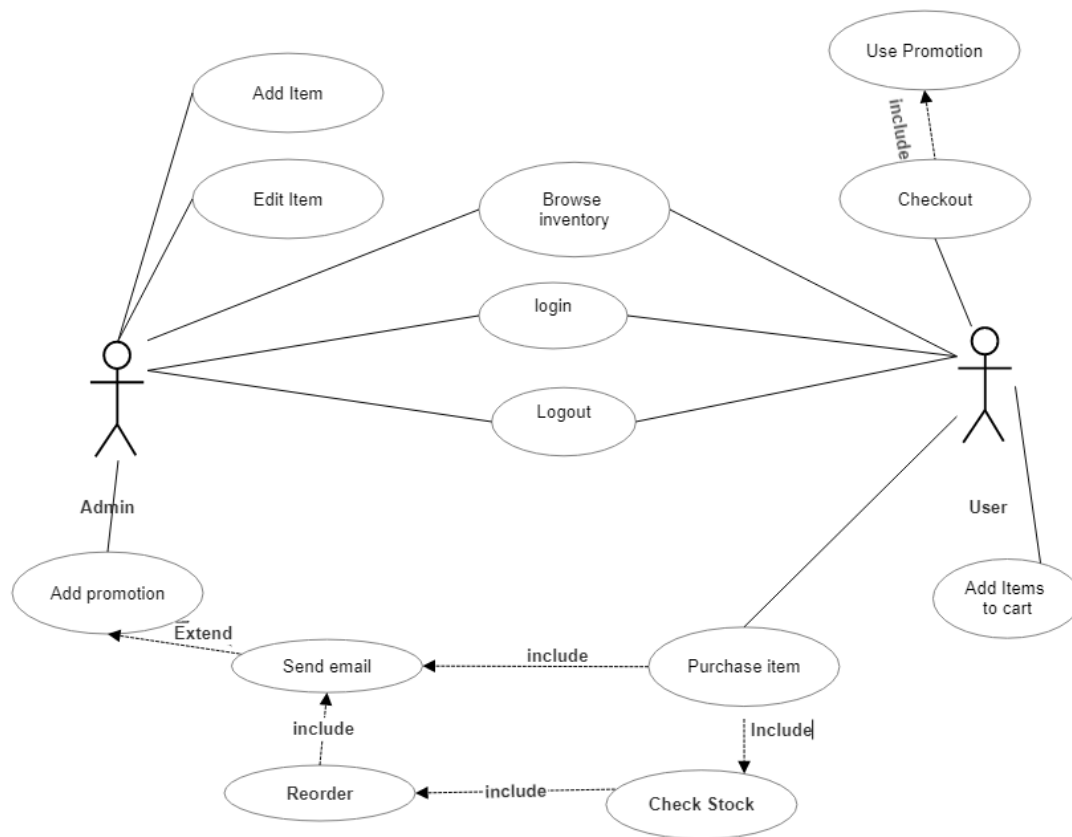 Use Promotion
Add Item
include
Edit Item
Browse
inventory
Checkout
login
Logout
Admin
User
Add promotion
Add Items
to cart
Extend
Send email
include
Purchase item
include
Include
Reorder
include
Check Stock